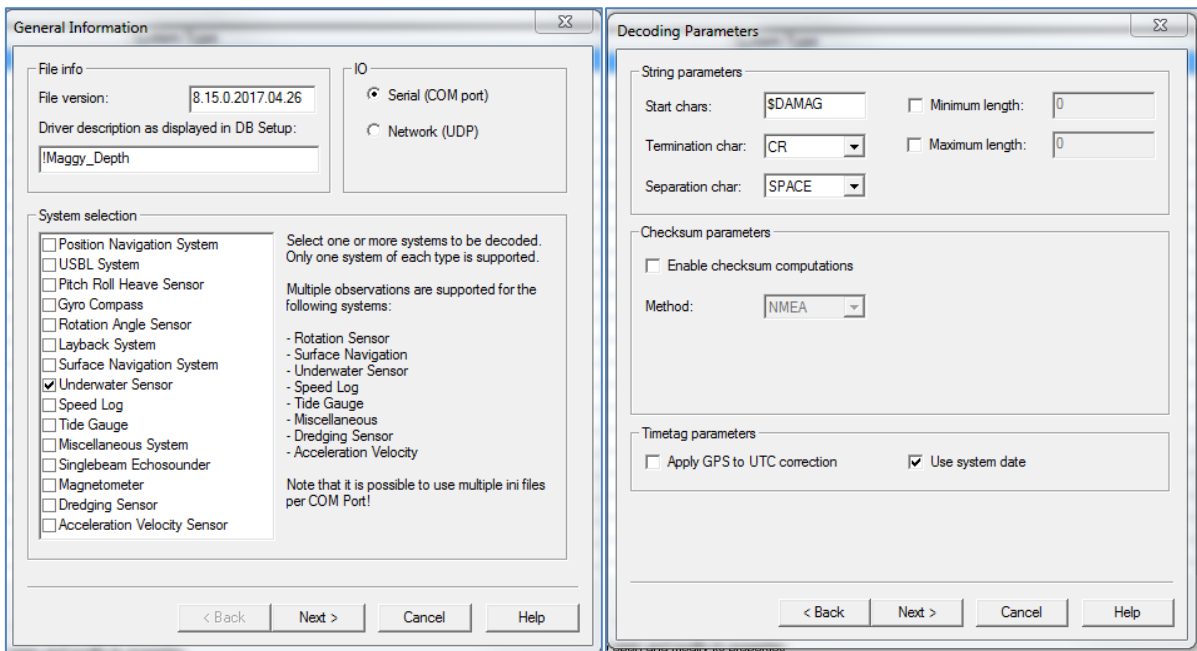 General Information
File info
File version: 8.15.0.2017.04.26
Driver description as displayed in DB Setup:
!Maggy_Depth
IO
Serial (COM port)
Network (UDP)
System selection
Position Navigation System
USBL System
Pitch Roll Heave Sensor
Gyro Compass
Rotation Angle Sensor
Layback System
Surface Navigation System
Underwater Sensor
Speed Log
Tide Gauge
Miscellaneous System
Singlebeam Echosounder
Magnetometer
Dredging Sensor
Acceleration Velocity Sensor
Select one or more systems to be decoded.
Only one system of each type is supported.
Multiple observations are supported for the
following systems:
- Rotation Sensor
- Surface Navigation
- Underwater Sensor
- Speed Log
- Tide Gauge
- Miscellaneous
- Dredging Sensor
- Acceleration Velocity
Note that it is possible to use multiple ini files
per COM Port!
< Back Next > Cancel Help
Decoding Parameters
String parameters
Start chars: $DAMAG Minimum length: 0
Termination char: CR Maximum length: 0
Separation char: SPACE
Checksum parameters
Enable checksum computations
Method: NMEA
Timetag parameters
Apply GPS to UTC correction Use system date
< Back Next > Cancel Help